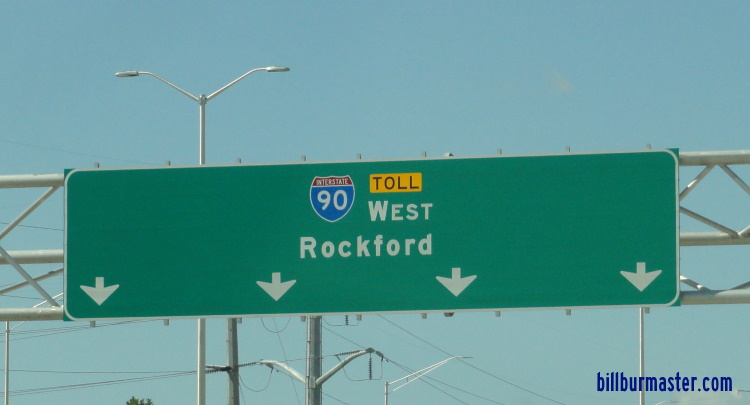 INTERSTATE
90
TOLL
WEST
Rockford
billburmaster.com